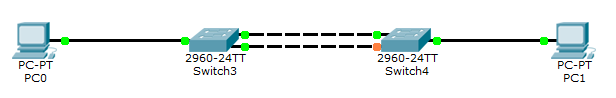 PC-PT
PC0
2960-24TT
Switch3
2960-24TT
Switch4
PC-PT
PC1